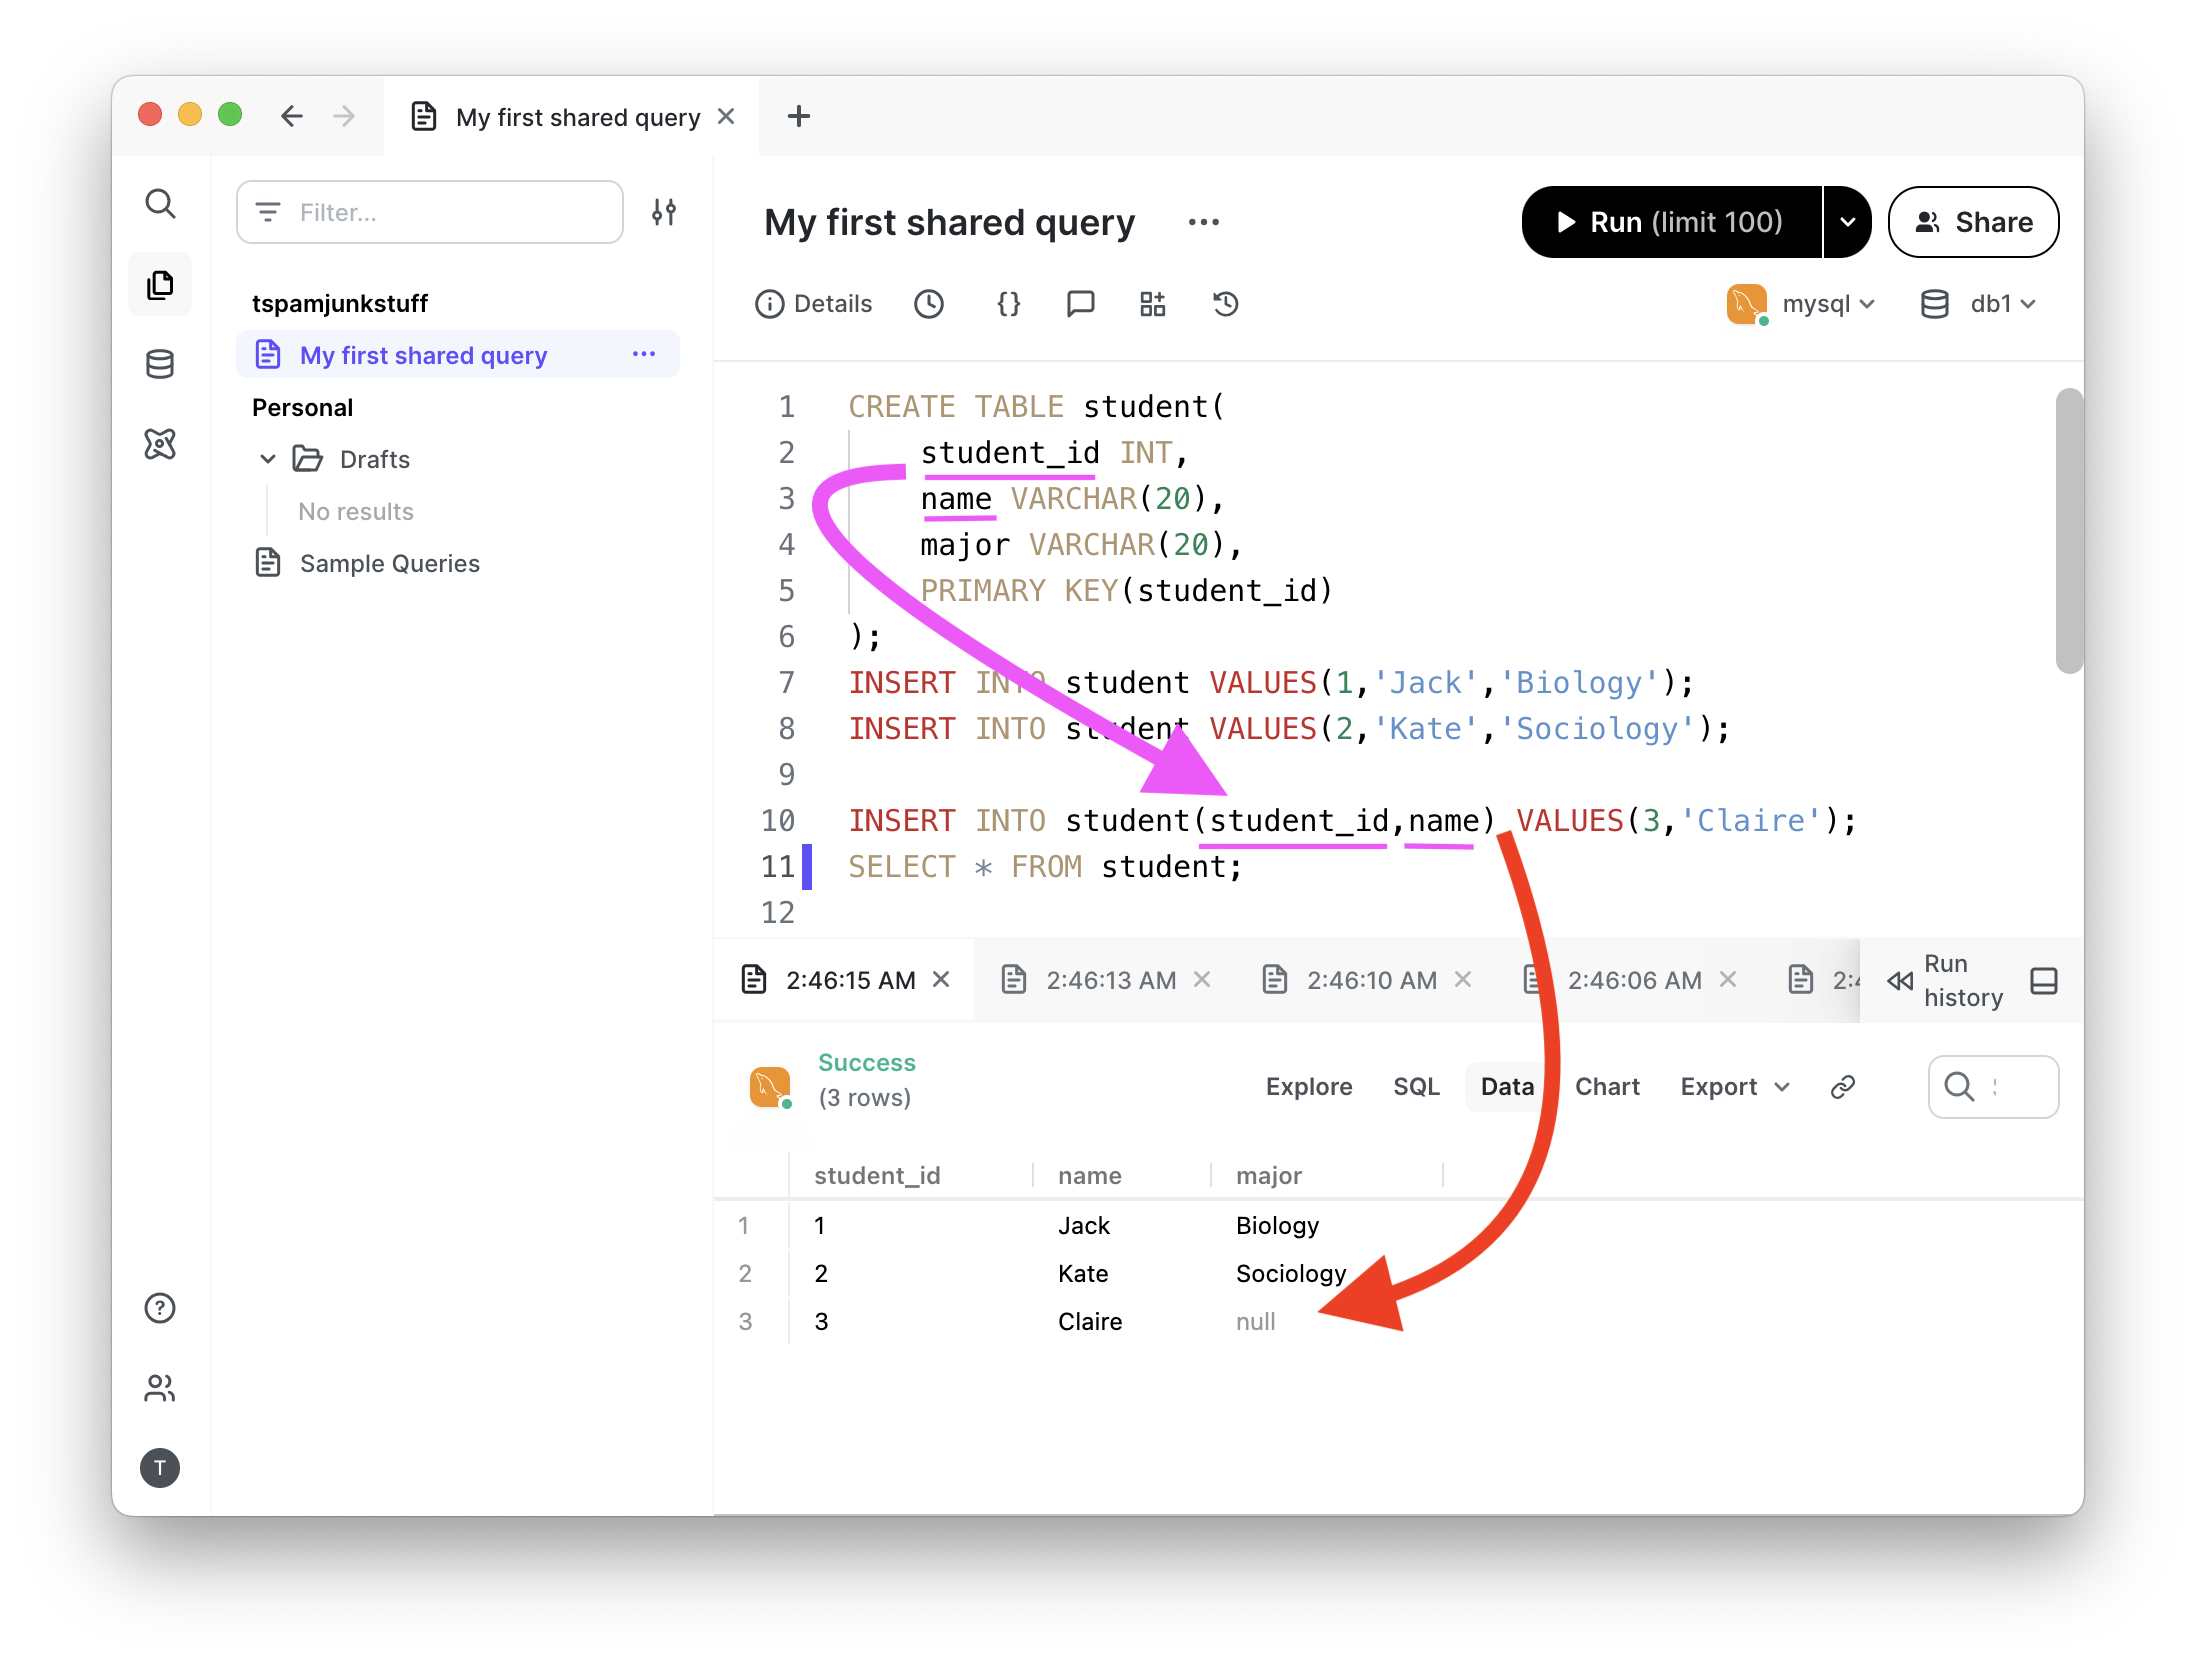 My first shared query
Filter...
tspamjunkstuff
My first shared query
Personal
Drafts
No results
Sample Queries
T
My first shared query
Run (limit 100)
Share
Details
mysql
db1
1 CREATE TABLE student(
2 student_id INT,
3 name VARCHAR(20),
4 major VARCHAR(20),
5 PRIMARY KEY(student_id)
6 );
7 INSERT INTO student VALUES(1,'Jack','Biology');
8 INSERT INTO student VALUES(2,'Kate','Sociology');
9
10 INSERT INTO student(student_id,name) VALUES(3,'Claire');
11 SELECT * FROM student;
12
2:46:15 AM 2:46:13 AM 2:46:10 AM 2:46:06 AM
Run
history
Success
(3 rows)
Explore SQL Data Chart Export
student_id name major
1 1 Jack Biology
2 2 Kate Sociology
3 3 Claire null